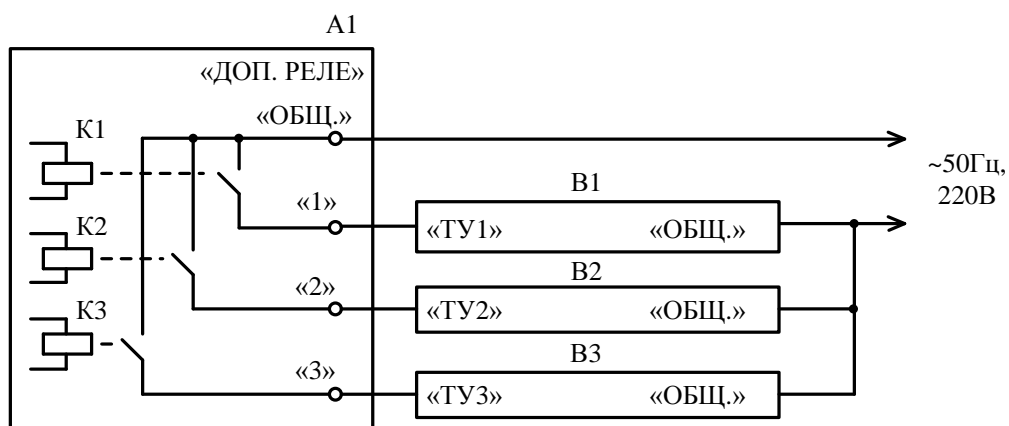 А1
«ДОП. РЕЛЕ»
«ОБЩ.»
К1
~50Гц,
220В
В1
«1»
«ТУ1» «ОБЩ.»
К2
В2
«2»
«ТУ2» «ОБЩ.»
К3
В3
«3»
«ТУ3» «ОБЩ.»